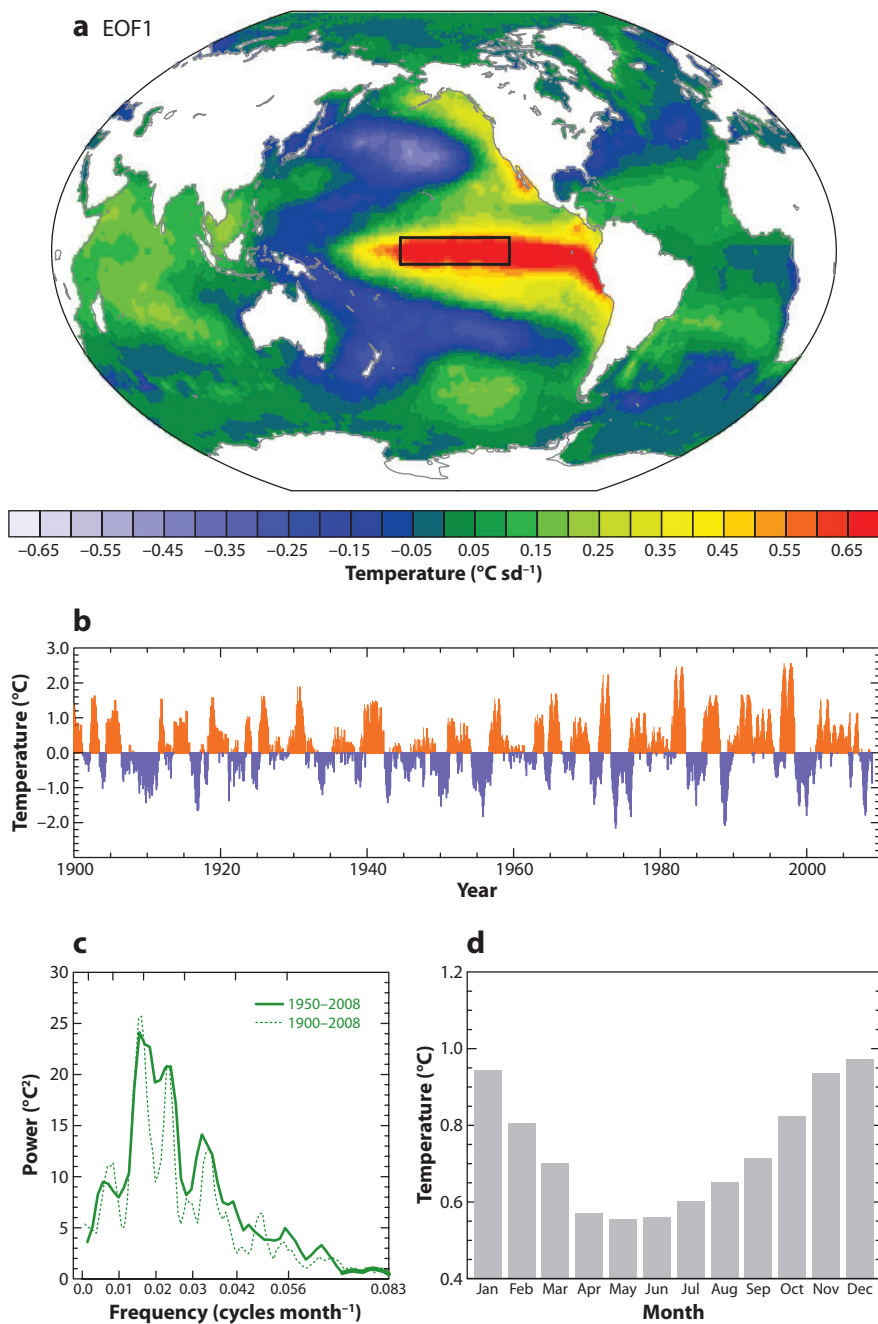 a EOF1
−0.65 −0.55 −0.45 −0.35 −0.25 −0.15 −0.05 0.05 0.15 0.25 0.35 0.45 0.55 0.65
Temperature (°C sd⁻¹)
b
3.0
2.0
1.0
0.0
−1.0
−2.0
Temperature (°C)
1900 1920 1940 1960 1980 2000
Year
c
30
25
20
15
10
5
0
Power (°C²)
1950–2008
1900–2008
0.0 0.01 0.02 0.03 0.042 0.056 0.083
Frequency (cycles month⁻¹)
d
1.2
1.0
0.8
0.6
0.4
Temperature (°C)
Jan Feb Mar Apr May Jun Jul Aug Sep Oct Nov Dec
Month